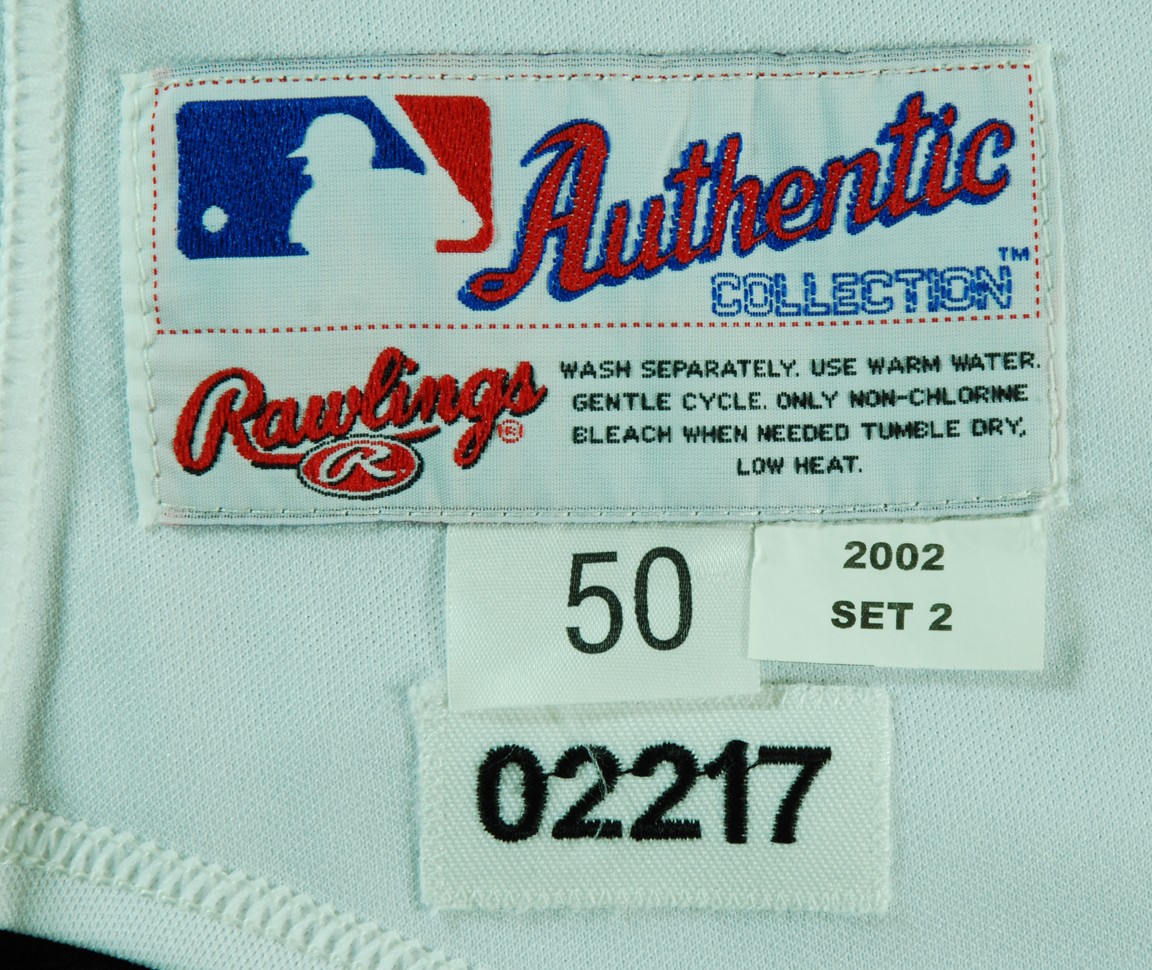 Authentic
COLLECTION™
Rawlings®
R
WASH SEPARATELY. USE WARM WATER.
GENTLE CYCLE. ONLY NON-CHLORINE
BLEACH WHEN NEEDED TUMBLE DRY,
LOW HEAT.
50
2002
SET 2
02217